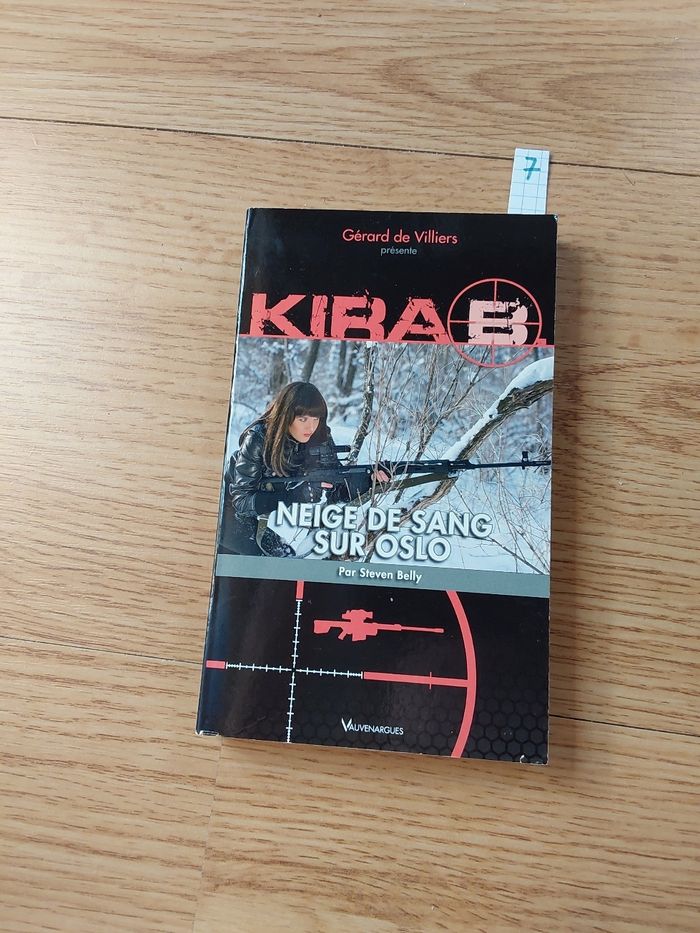 7
Gérard de Villiers
présente
KIRA B.
NEIGE DE SANG
SUR OSLO
Par Steven Belly
VAUVENARGUES